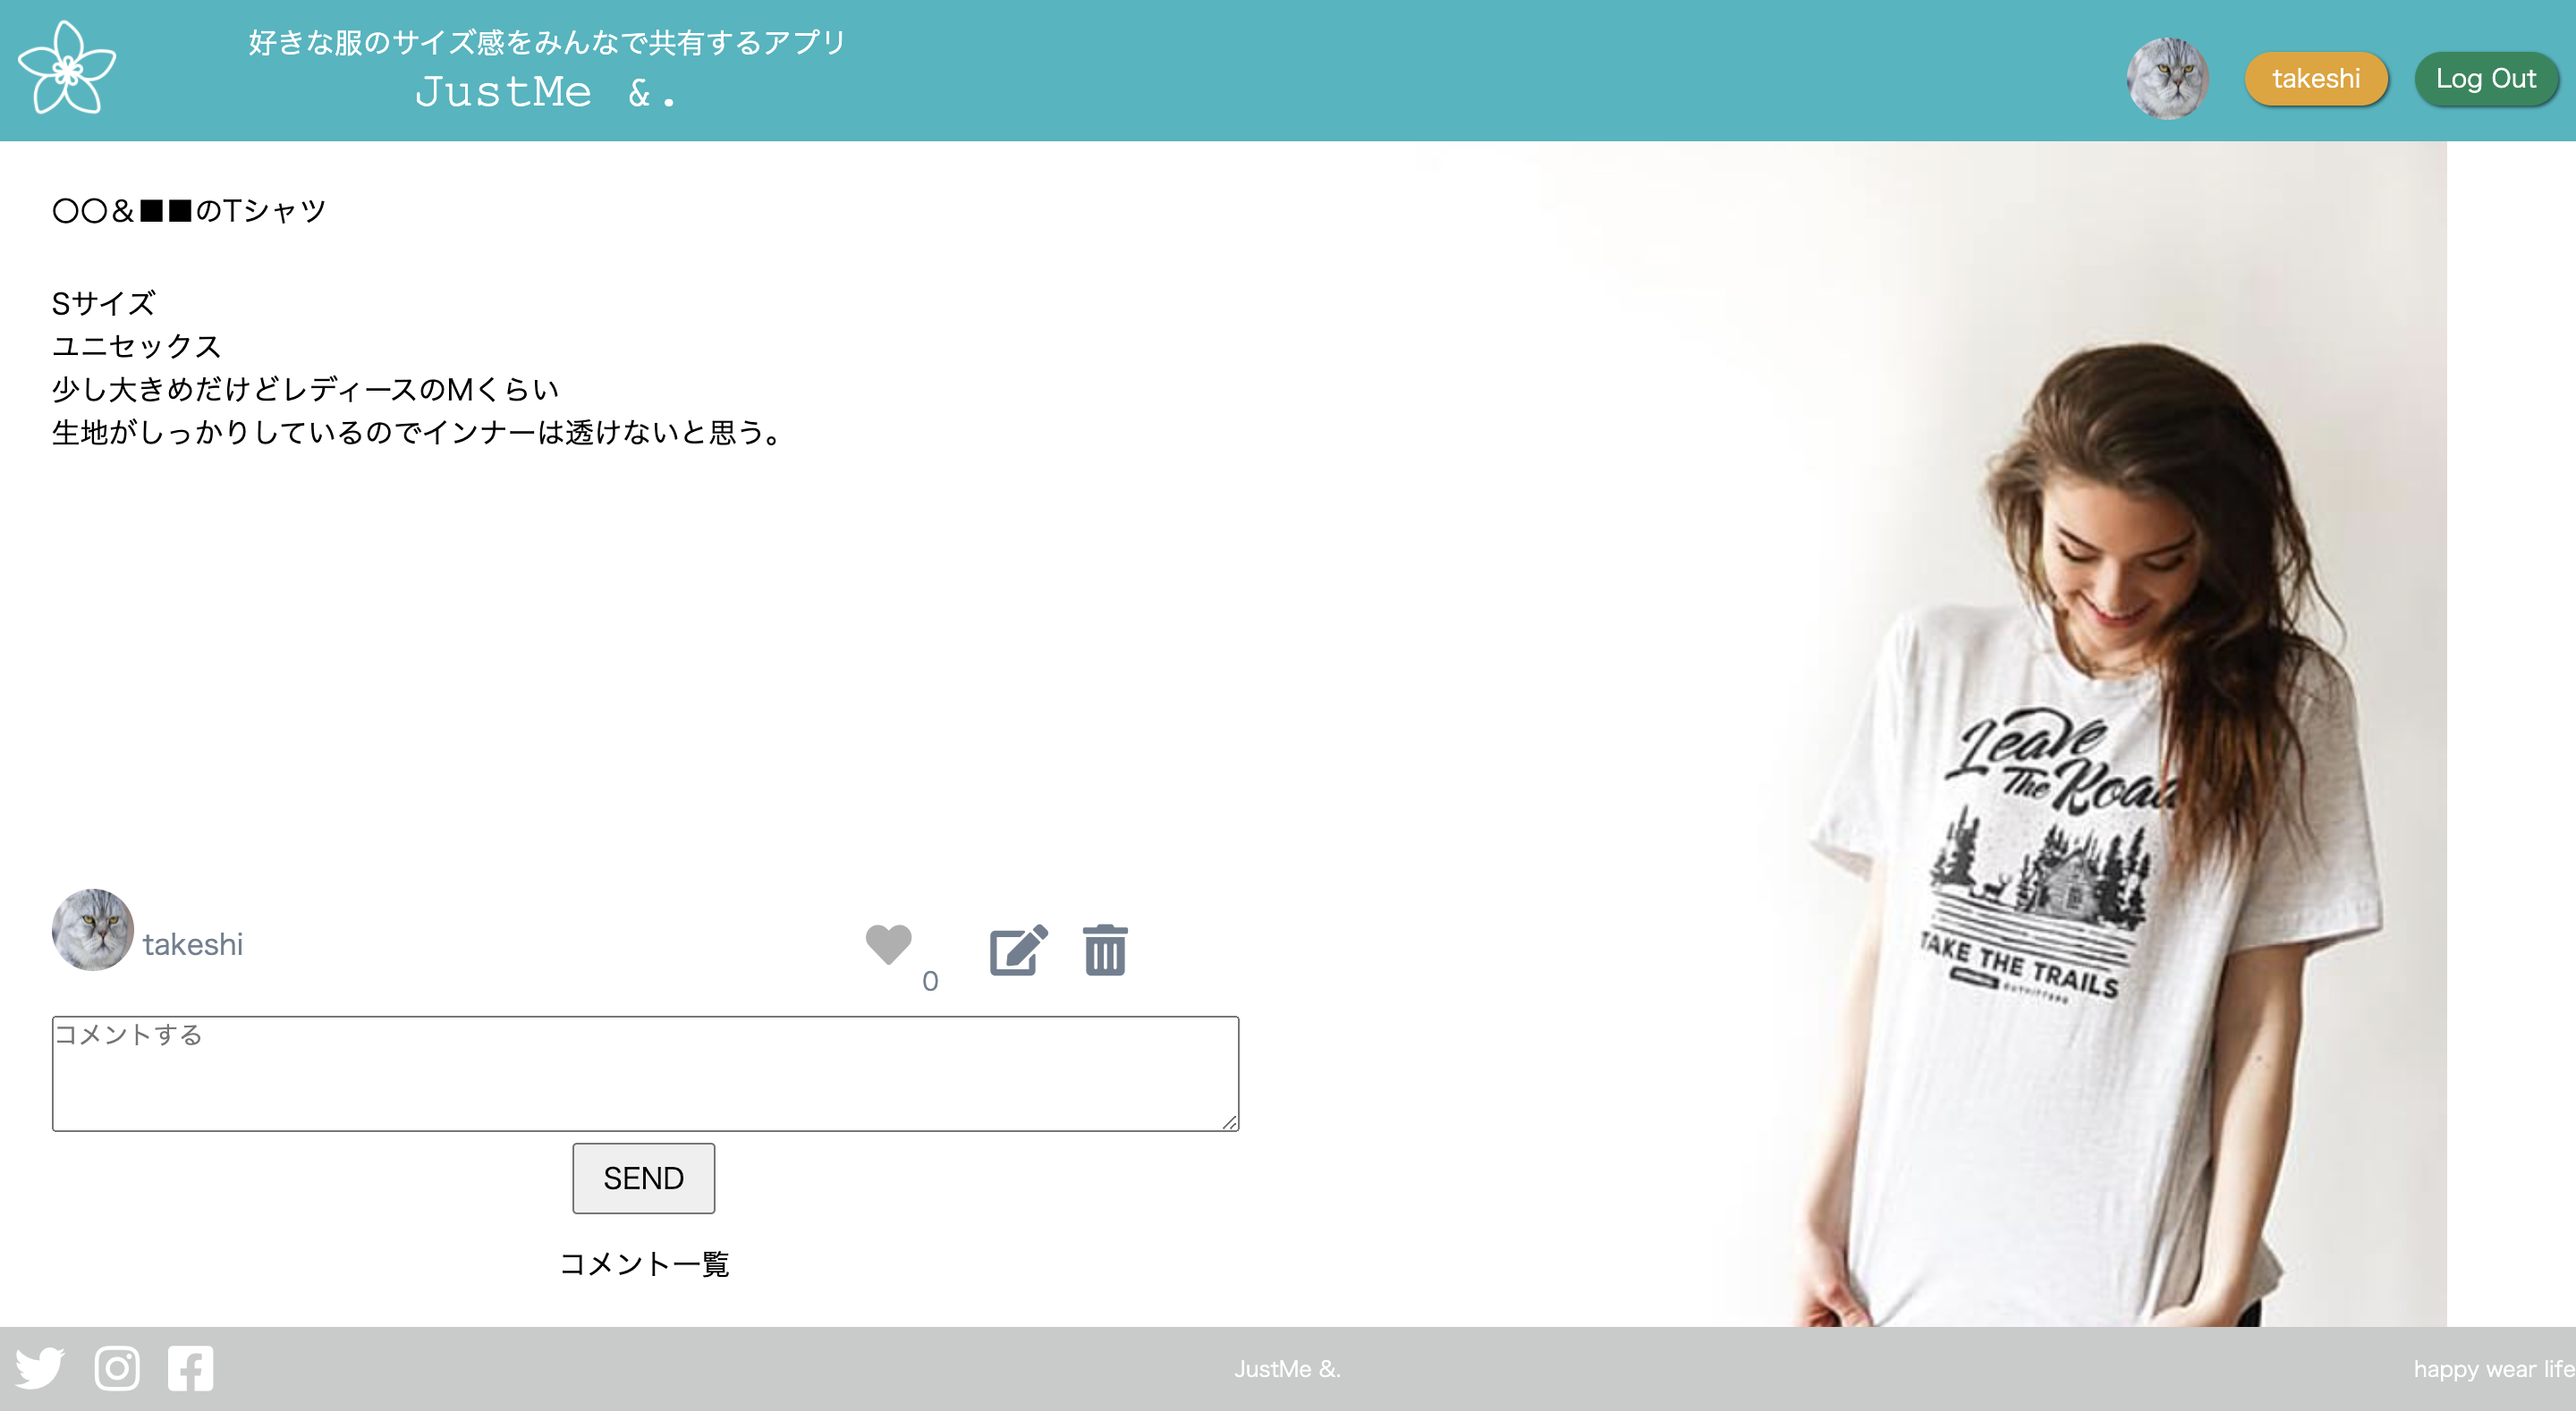 好きな服のサイズ感をみんなで共有するアプリ
JustMe &.
takeshi
Log Out
〇〇＆■■のTシャツ
Sサイズ
ユニセックス
少し大きめだけどレディースのMくらい
生地がしっかりしているのでインナーは透けないと思う。
Leave
The Road
TAKE THE TRAILS
OUTFITTERS
takeshi
0
コメントする
SEND
コメント一覧
JustMe &.
happy wear life